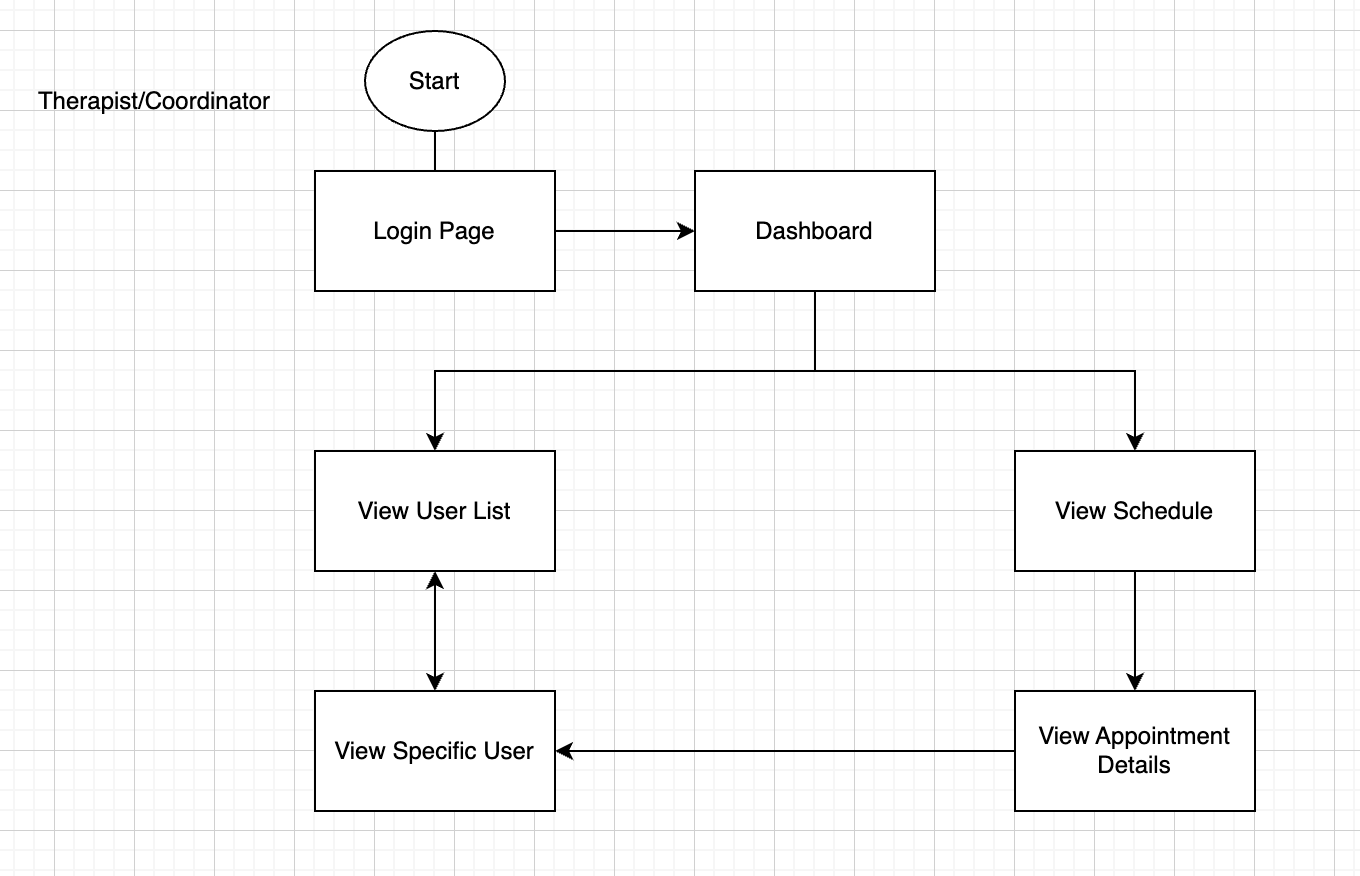 Start
Therapist/Coordinator
Login Page
Dashboard
View User List
View Schedule
View Specific User
View Appointment
Details